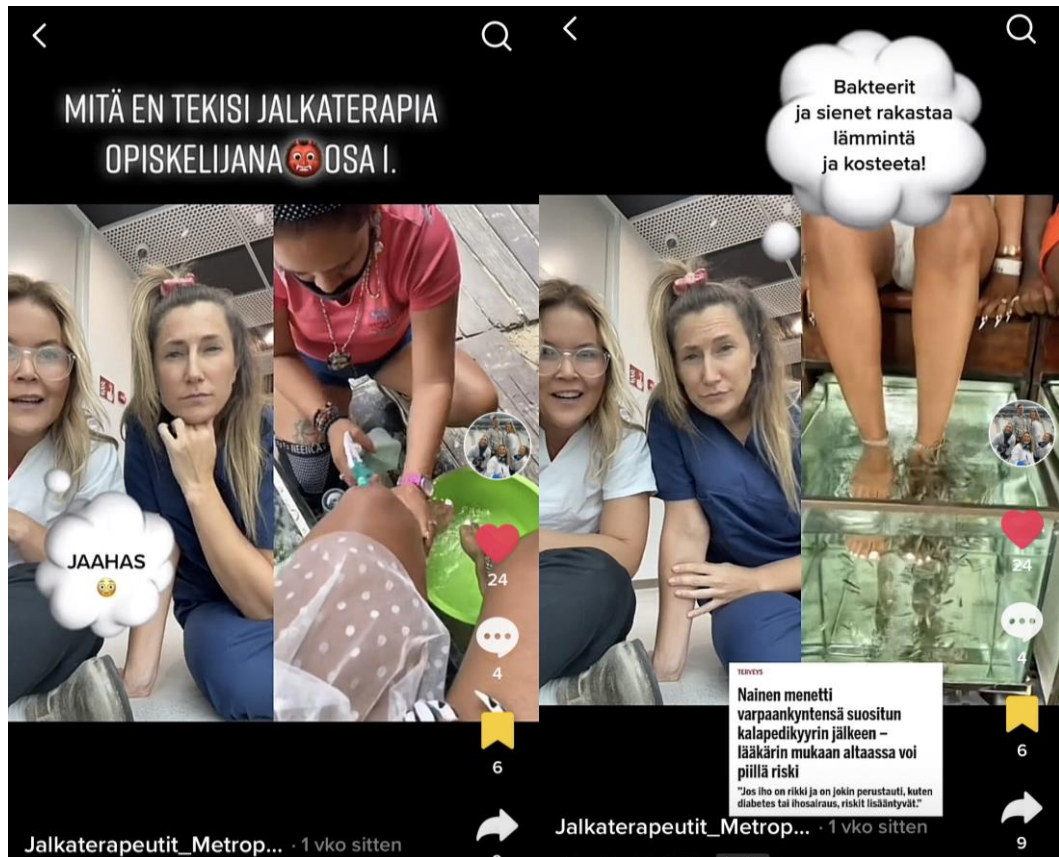 MITÄ EN TEKISI JALKATERAPIA
OPISKELIJANA👹OSA 1.
JAAHAS
😳
24
4
6
Jalkaterapeutit_Metrop... · 1 vko sitten
Bakteerit
ja sienet rakastaa
lämmintä
ja kosteeta!
24
4
TERVEYS
Nainen menetti
varpaankyntensä suositun
kalapedikyyrin jälkeen –
lääkärin mukaan altaassa voi
piillä riski
"Jos iho on rikki ja on jokin perustauti, kuten
diabetes tai ihosairaus, riskit lisääntyvät."
6
Jalkaterapeutit_Metrop... · 1 vko sitten
9